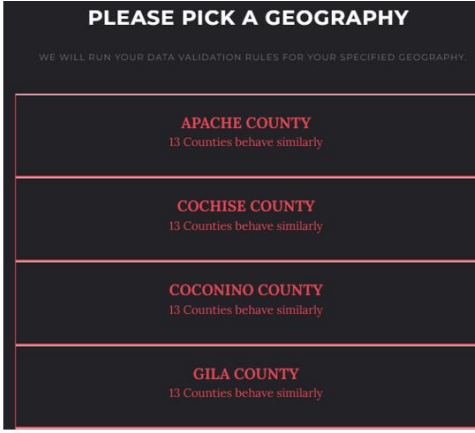 PLEASE PICK A GEOGRAPHY
WE WILL RUN YOUR DATA VALIDATION RULES FOR YOUR SPECIFIED GEOGRAPHY.
APACHE COUNTY
13 Counties behave similarly
COCHISE COUNTY
13 Counties behave similarly
COCONINO COUNTY
13 Counties behave similarly
GILA COUNTY
13 Counties behave similarly